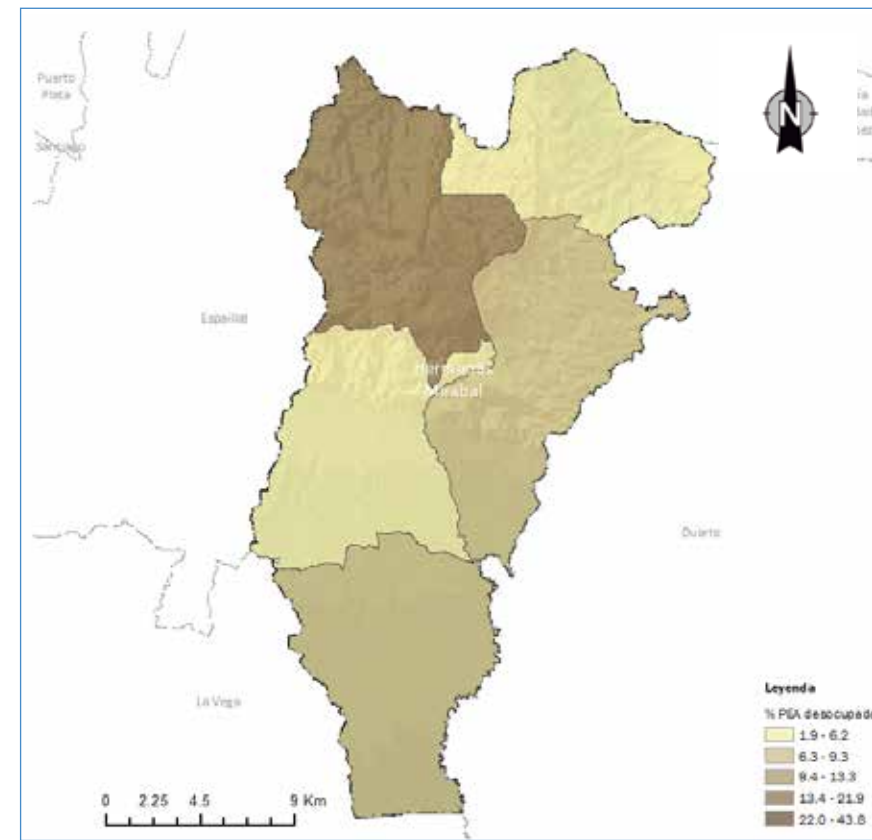 Puerto
Plata
Santiago
N
Espaillat
Hermanas
Mirabal
Duarte
La Vega
0 2.25 4.5 9 Km
Leyenda
% PEA desocupada
1.9 - 6.2
6.3 - 9.3
9.4 - 13.3
13.4 - 21.9
22.0 - 43.8